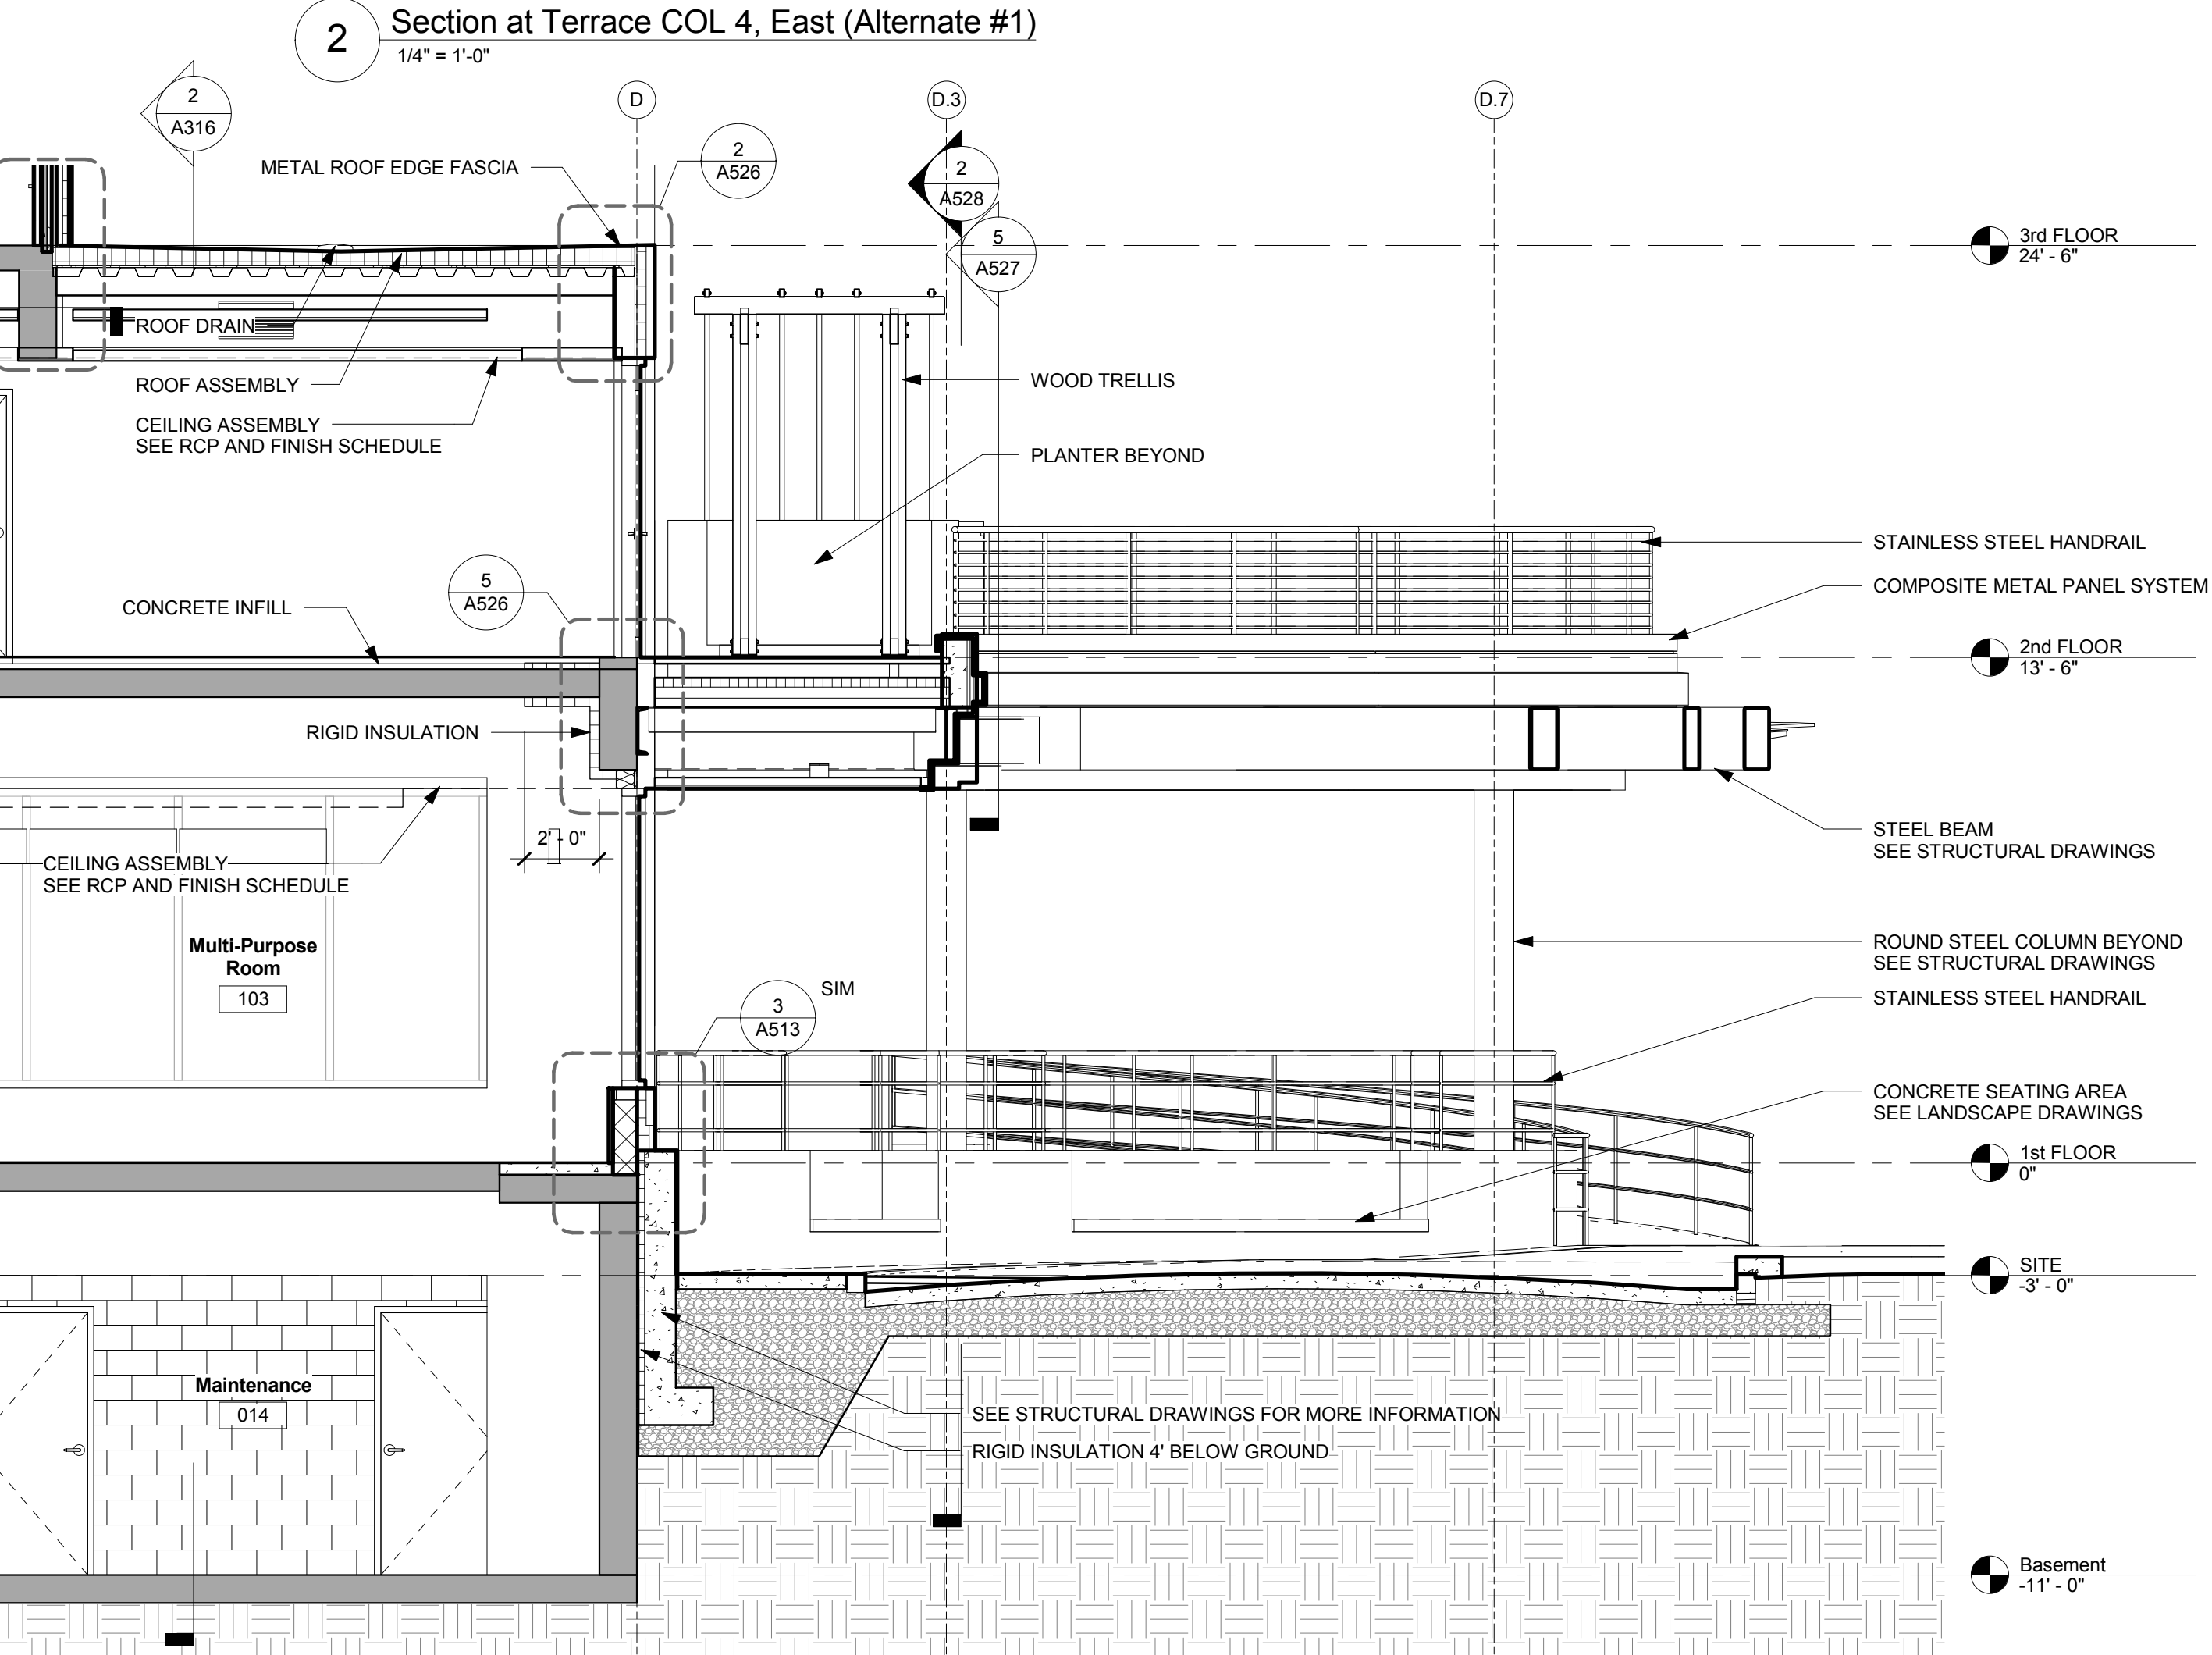 2
Section at Terrace COL 4, East (Alternate #1)
1/4" = 1'-0"
2
A316
D
D.3
D.7
METAL ROOF EDGE FASCIA
2
A526
2
A528
5
A527
3rd FLOOR
24' - 6"
ROOF DRAIN
ROOF ASSEMBLY
CEILING ASSEMBLY
SEE RCP AND FINISH SCHEDULE
WOOD TRELLIS
PLANTER BEYOND
STAINLESS STEEL HANDRAIL
COMPOSITE METAL PANEL SYSTEM
5
A526
CONCRETE INFILL
2nd FLOOR
13' - 6"
RIGID INSULATION
2' - 0"
STEEL BEAM
SEE STRUCTURAL DRAWINGS
CEILING ASSEMBLY
SEE RCP AND FINISH SCHEDULE
Multi-Purpose
Room
103
ROUND STEEL COLUMN BEYOND
SEE STRUCTURAL DRAWINGS
3
A513
SIM
STAINLESS STEEL HANDRAIL
CONCRETE SEATING AREA
SEE LANDSCAPE DRAWINGS
1st FLOOR
0"
SITE
-3' - 0"
Maintenance
014
SEE STRUCTURAL DRAWINGS FOR MORE INFORMATION
RIGID INSULATION 4' BELOW GROUND
Basement
-11' - 0"